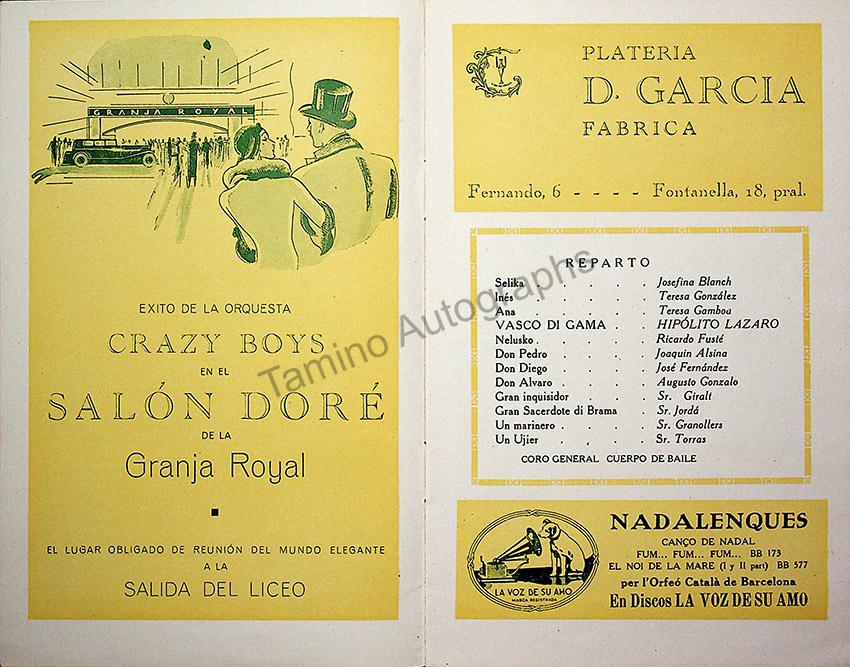 GRANJA ROYAL
EXITO DE LA ORQUESTA
CRAZY BOYS
EN EL
SALÓN DORÉ
DE LA
Granja Royal
EL LUGAR OBLIGADO DE REUNIÓN DEL MUNDO ELEGANTE
A LA
SALIDA DEL LICEO
PLATERIA
D. GARCIA
FABRICA
Fernando, 6 - - - - Fontanella, 18, pral.
REPARTO
Selika . . . . . Josefina Blanch
Inés . . . . . Teresa González
Ana . . . . . Teresa Gamboa
VASCO DI GAMA . . HIPÓLITO LAZARO
Nelusko . . . . . Ricardo Fusté
Don Pedro . . . . Joaquin Alsina
Don Diego . . . . José Fernández
Don Alvaro . . . . Augusto Gonzalo
Gran inquisidor . . . Sr. Giralt
Gran Sacerdote di Brama . Sr. Jordá
Un marinero . . . . Sr. Granollers
Un Ujier . . . . Sr. Torras
CORO GENERAL CUERPO DE BAILE
LA VOZ DE SU AMO
MARCA REGISTRADA
NADALENQUES
CANÇO DE NADAL
FUM... FUM... FUM... BB 173
EL NOI DE LA MARE (I y II part) BB 577
per l'Orfeó Català de Barcelona
En Discos LA VOZ DE SU AMO
Tamino Autographs